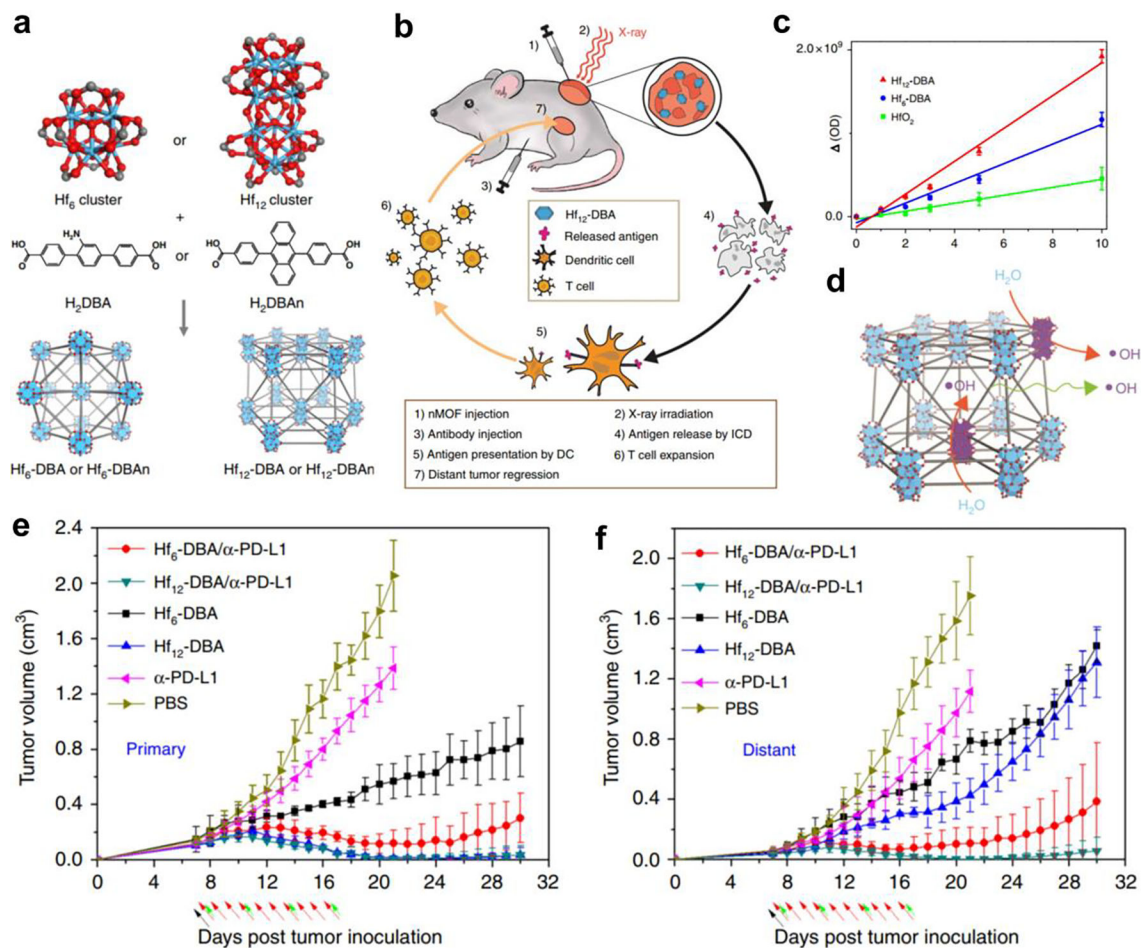 a
Hf6 cluster
or
Hf12 cluster
+
HO
O
H2N
O
OH
or
HO
O
O
OH
H2DBA
H2DBAn
Hf6-DBA or Hf6-DBAn
Hf12-DBA or Hf12-DBAn
b
1)
2)
X-ray
7)
3)
6)
4)
5)
Hf12-DBA
Released antigen
Dendritic cell
T cell
1) nMOF injection
2) X-ray irradiation
3) Antibody injection
4) Antigen release by ICD
5) Antigen presentation by DC
6) T cell expansion
7) Distant tumor regression
c
2.0×10⁹
Δ (OD)
0.0
Hf12-DBA
Hf6-DBA
HfO2
0 2 4 6 8 10
d
H2O
• OH
• OH
• OH
H2O
e
Tumor volume (cm³)
2.4
2.0
1.6
1.2
0.8
0.4
0.0
Hf6-DBA/α-PD-L1
Hf12-DBA/α-PD-L1
Hf6-DBA
Hf12-DBA
α-PD-L1
PBS
Primary
0 4 8 12 16 20 24 28 32
Days post tumor inoculation
f
Tumor volume (cm³)
2.0
1.6
1.2
0.8
0.4
0.0
Hf6-DBA/α-PD-L1
Hf12-DBA/α-PD-L1
Hf6-DBA
Hf12-DBA
α-PD-L1
PBS
Distant
0 4 8 12 16 20 24 28 32
Days post tumor inoculation